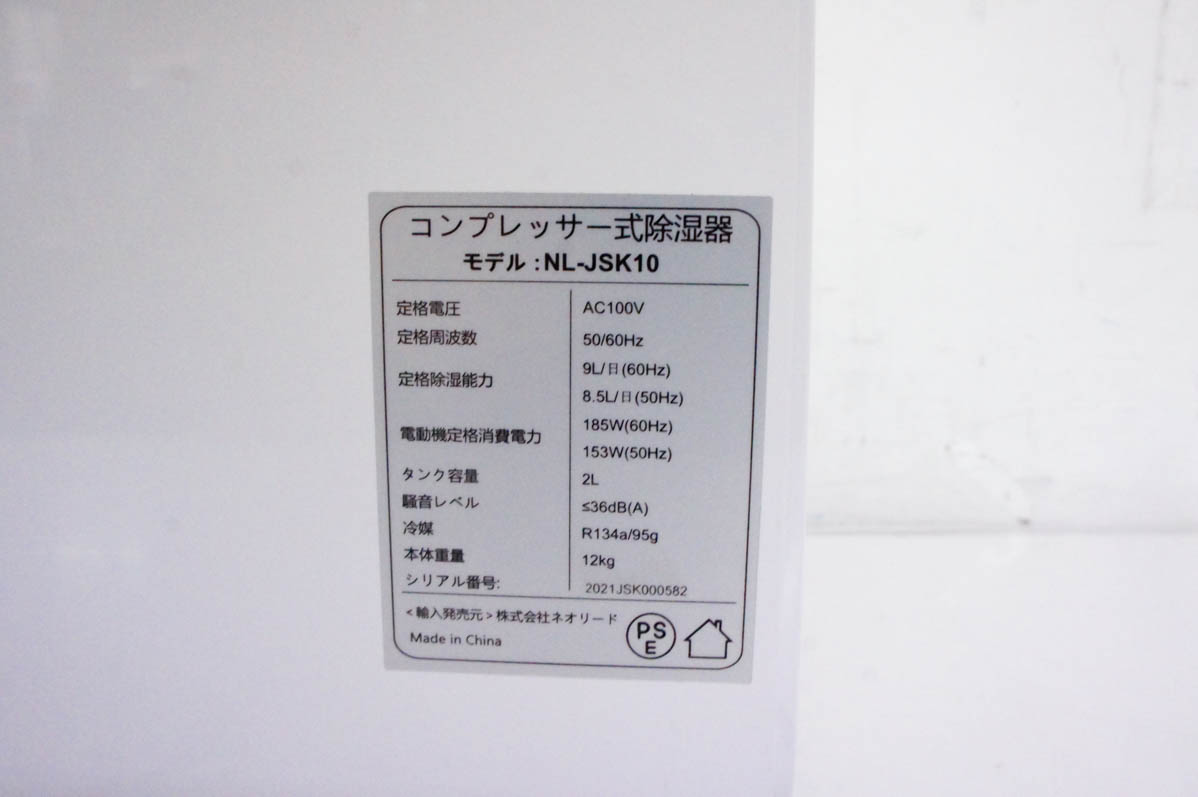 コンプレッサー式除湿器
モデル : NL-JSK10
定格電圧 AC100V
定格周波数 50/60Hz
定格除湿能力 9L/日(60Hz)
8.5L/日(50Hz)
電動機定格消費電力 185W(60Hz)
153W(50Hz)
タンク容量 2L
騒音レベル ≤36dB(A)
冷媒 R134a/95g
本体重量 12kg
シリアル番号: 2021JSK000582
<輸入発売元>株式会社ネオリード
Made in China
PS
E